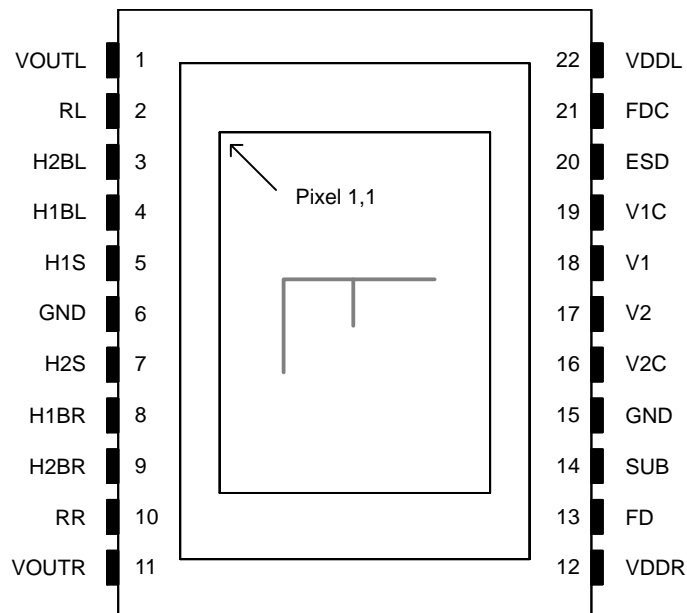 VOUTL 1 22 VDDL
RL 2 21 FDC
H2BL 3 20 ESD
H1BL 4 Pixel 1,1 19 V1C
H1S 5 18 V1
GND 6 17 V2
H2S 7 16 V2C
H1BR 8 15 GND
H2BR 9 14 SUB
RR 10 13 FD
VOUTR 11 12 VDDR